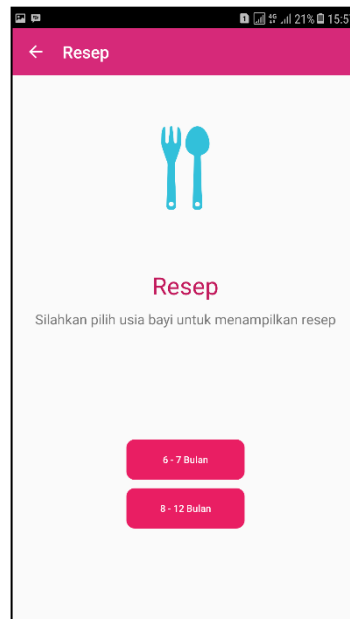 21% 15:5
Resep
Resep
Silahkan pilih usia bayi untuk menampilkan resep
6 - 7 Bulan
8 - 12 Bulan